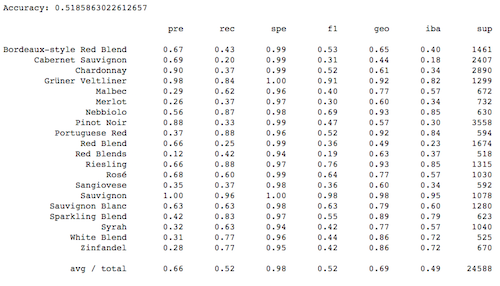 Accuracy: 0.5185863022612657
pre rec spe f1 geo iba sup
Bordeaux-style Red Blend 0.67 0.43 0.99 0.53 0.65 0.40 1461
Cabernet Sauvignon 0.69 0.20 0.99 0.31 0.44 0.18 2407
Chardonnay 0.90 0.37 0.99 0.52 0.61 0.34 2890
Grüner Veltliner 0.98 0.84 1.00 0.91 0.92 0.82 1299
Malbec 0.29 0.62 0.96 0.40 0.77 0.57 672
Merlot 0.26 0.37 0.97 0.30 0.60 0.34 732
Nebbiolo 0.56 0.87 0.98 0.69 0.93 0.85 630
Pinot Noir 0.88 0.33 0.99 0.47 0.57 0.30 3558
Portuguese Red 0.37 0.88 0.96 0.52 0.92 0.84 594
Red Blend 0.66 0.25 0.99 0.36 0.49 0.23 1674
Red Blends 0.12 0.42 0.94 0.19 0.63 0.37 518
Riesling 0.66 0.88 0.97 0.76 0.93 0.85 1315
Rosé 0.68 0.60 0.99 0.64 0.77 0.57 1030
Sangiovese 0.35 0.37 0.98 0.36 0.60 0.34 592
Sauvignon 1.00 0.96 1.00 0.98 0.98 0.95 1078
Sauvignon Blanc 0.63 0.63 0.98 0.63 0.79 0.60 1280
Sparkling Blend 0.42 0.83 0.97 0.55 0.89 0.79 623
Syrah 0.32 0.63 0.94 0.42 0.77 0.57 1040
White Blend 0.31 0.77 0.96 0.44 0.86 0.72 525
Zinfandel 0.28 0.77 0.95 0.42 0.86 0.72 670
avg / total 0.66 0.52 0.98 0.52 0.69 0.49 24588